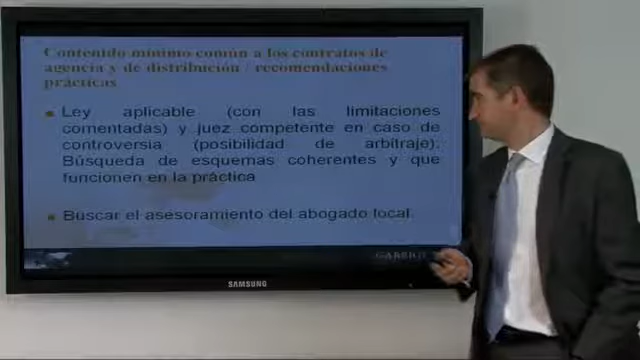 Contenido mínimo común a los contratos de
agencia y de distribución / recomendaciones
prácticas
Ley aplicable (con las limitaciones
comentadas) y juez competente en caso de
controversia (posibilidad de arbitraje).
Búsqueda de esquemas coherentes y que
funcionen en la práctica
Buscar el asesoramiento del abogado local.
SAMSUNG